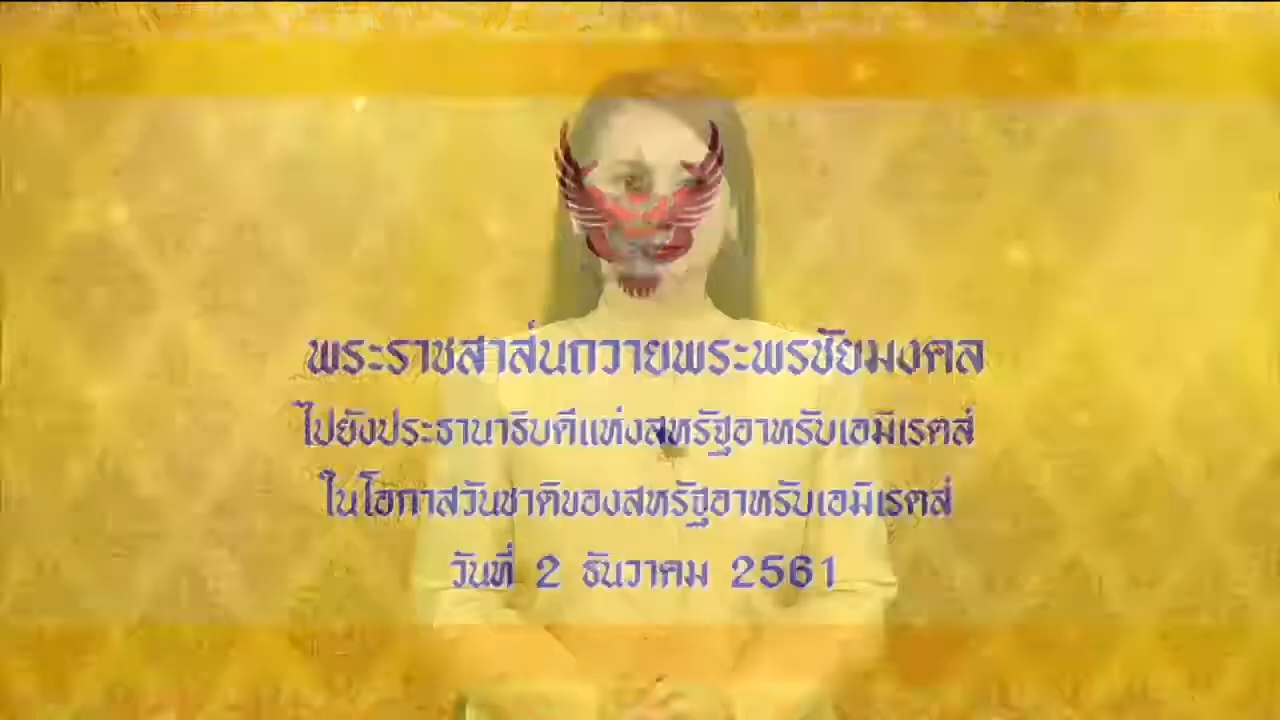 พระราชสาส์นถวายพระพรชัยมงคล
ไปยังประธานาธิบดีแห่งสหรัฐอาหรับเอมิเรตส์
ในโอกาสวันชาติของสหรัฐอาหรับเอมิเรตส์
วันที่ 2 ธันวาคม 2561